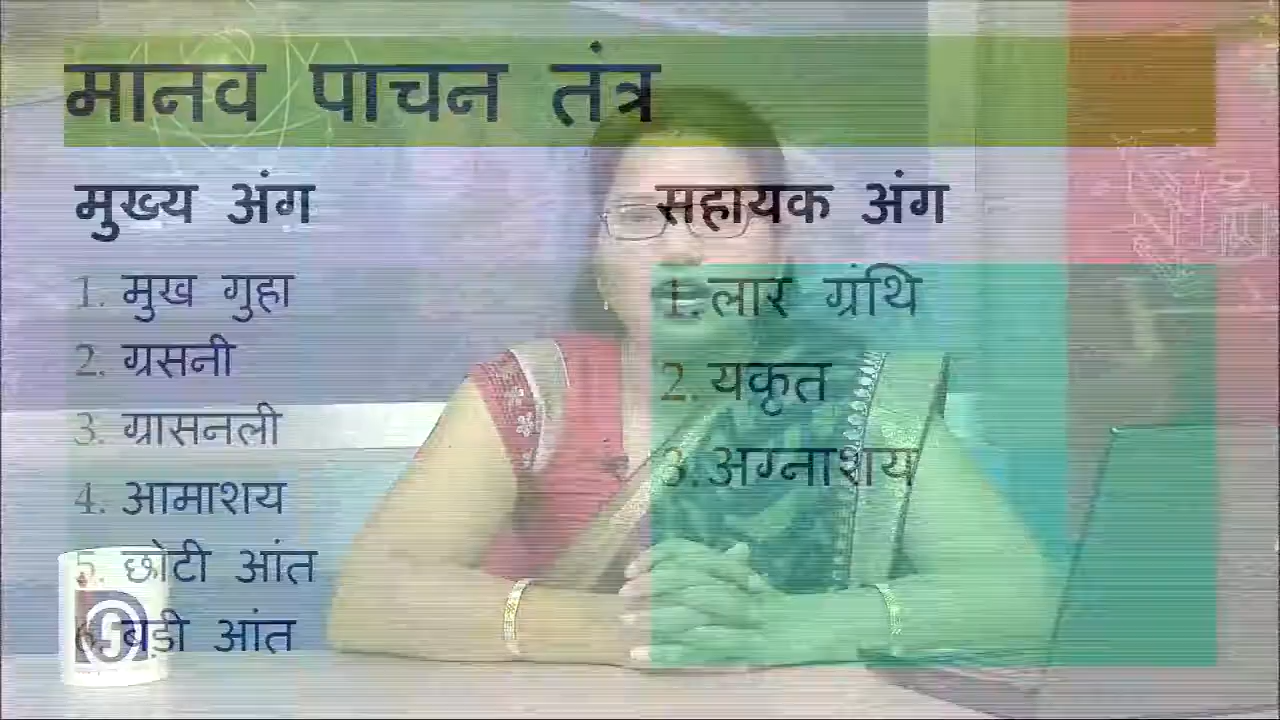 मानव पाचन तंत्र
मुख्य अंग
1. मुख गुहा
2. ग्रसनी
3. ग्रासनली
4. आमाशय
5. छोटी आंत
6. बड़ी आंत
सहायक अंग
1. लार ग्रंथि
2. यकृत
3. अग्नाशय